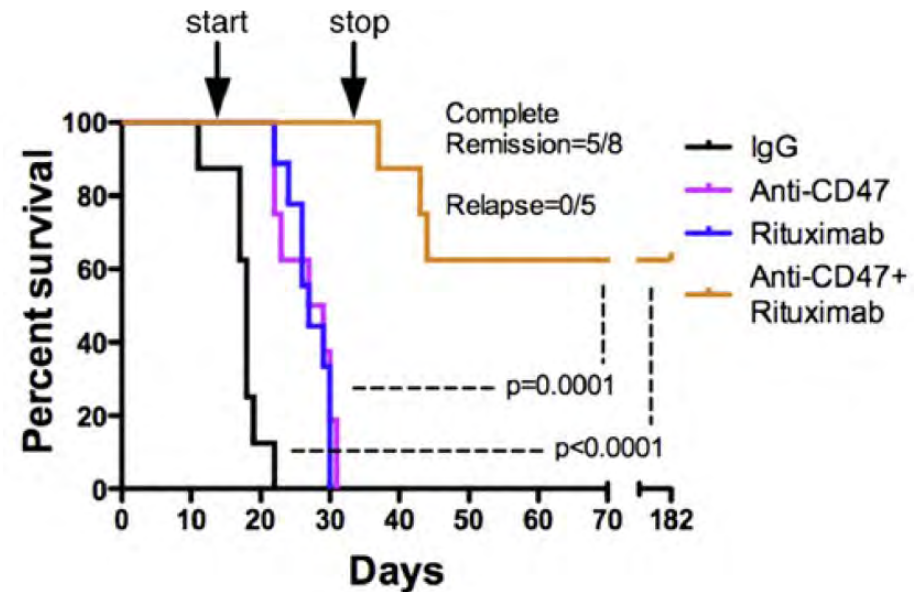 start
stop
Complete
Remission=5/8
Relapse=0/5
IgG
Anti-CD47
Rituximab
Anti-CD47+
Rituximab
Percent survival
100
80
60
40
20
0
p=0.0001
p<0.0001
0 10 20 30 40 50 60 70 182
Days